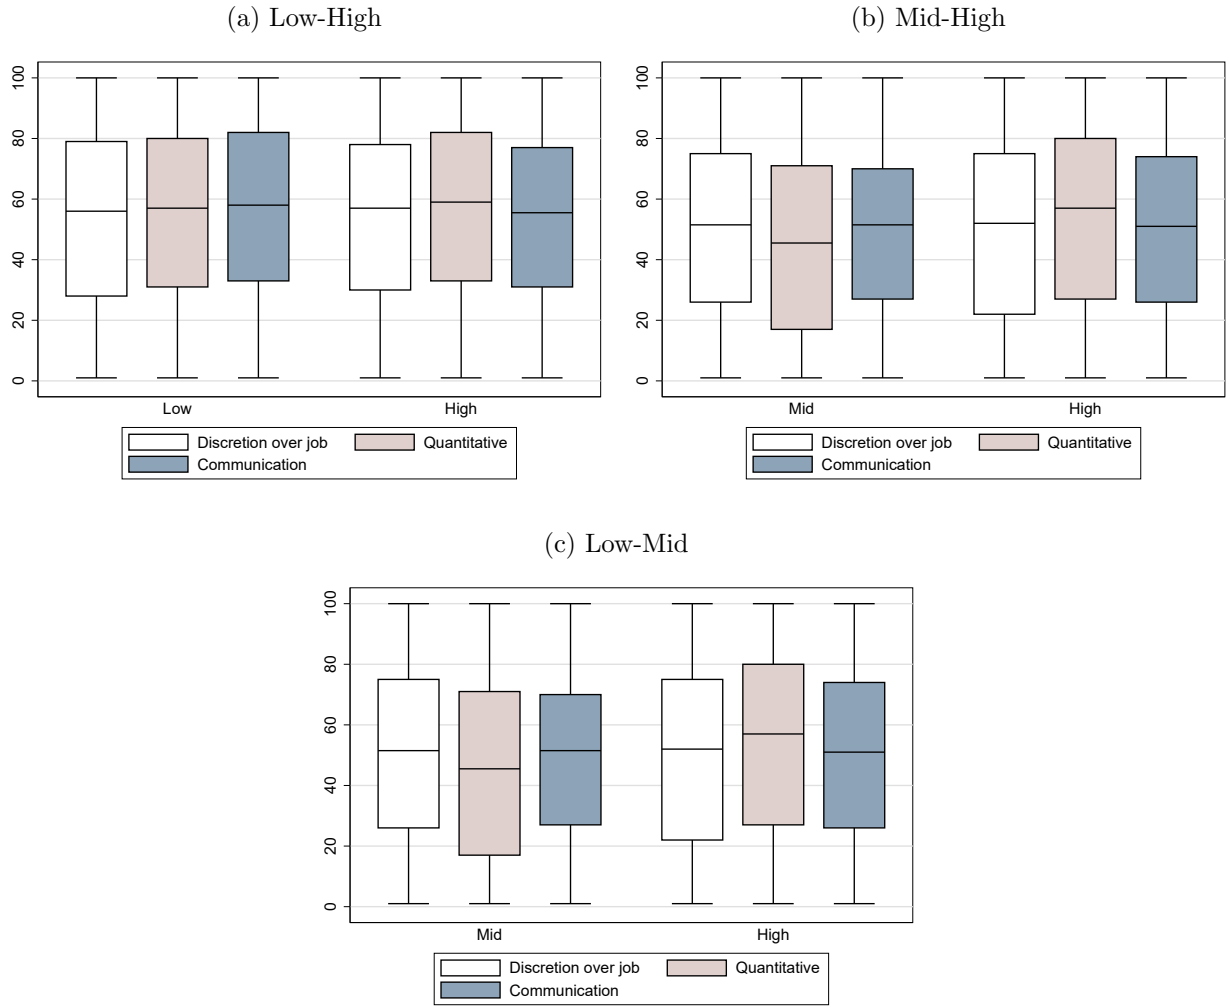 (a) Low-High
100
80
60
40
20
0
Low High
Discretion over job Quantitative
Communication
(b) Mid-High
100
80
60
40
20
0
Mid High
Discretion over job Quantitative
Communication
(c) Low-Mid
100
80
60
40
20
0
Mid High
Discretion over job Quantitative
Communication